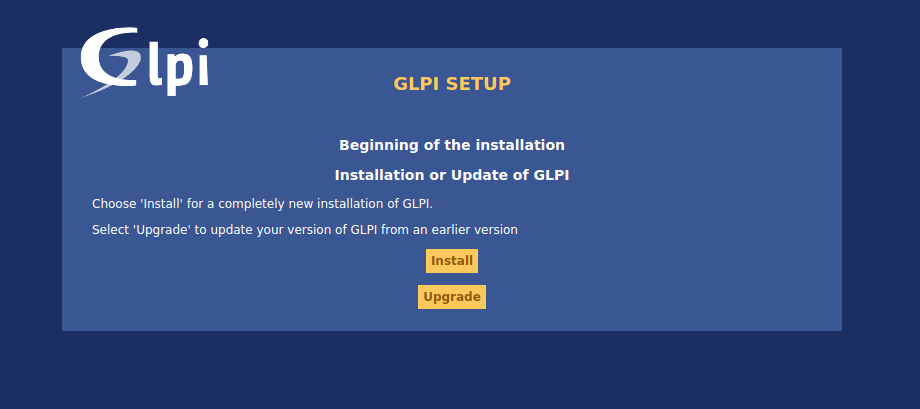 Glpi
GLPI SETUP
Beginning of the installation
Installation or Update of GLPI
Choose 'Install' for a completely new installation of GLPI.
Select 'Upgrade' to update your version of GLPI from an earlier version
Install
Upgrade